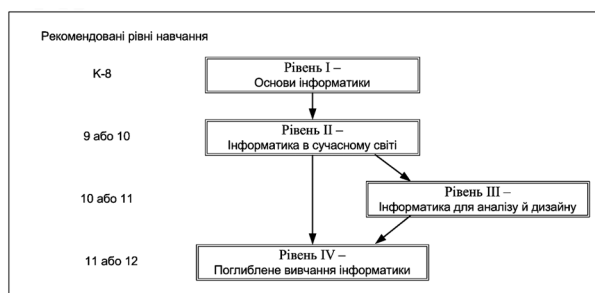 Рекомендовані рівні навчання
K-8
Рівень I –
Основи інформатики
9 або 10
Рівень II –
Інформатика в сучасному світі
10 або 11
Рівень III –
Інформатика для аналізу й дизайну
11 або 12
Рівень IV –
Поглиблене вивчання інформатики